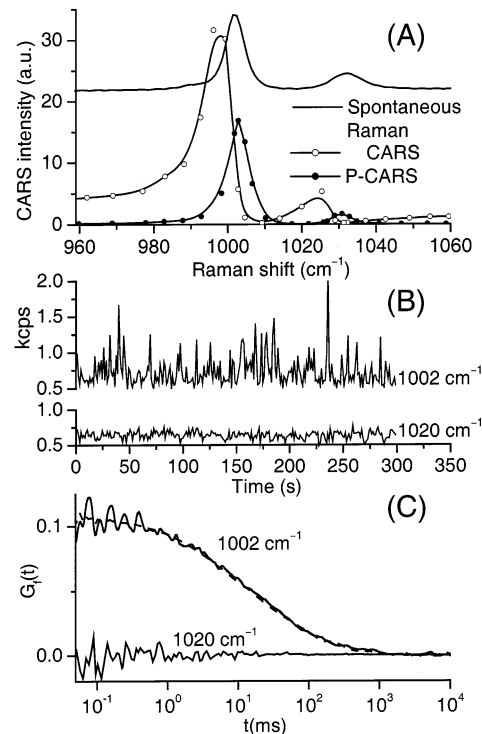 (A)
CARS intensity (a.u.)
30
20
10
0
Spontaneous
Raman
CARS
P-CARS
960 980 1000 1020 1040 1060
Raman shift (cm⁻¹)
(B)
kcps
2.0
1.5
1.0
0.5
1002 cm⁻¹
1.0
0.5
1020 cm⁻¹
0 50 100 150 200 250 300 350
Time (s)
(C)
G_f(t)
0.1
0.0
1002 cm⁻¹
1020 cm⁻¹
10⁻¹ 10⁰ 10¹ 10² 10³ 10⁴
t(ms)